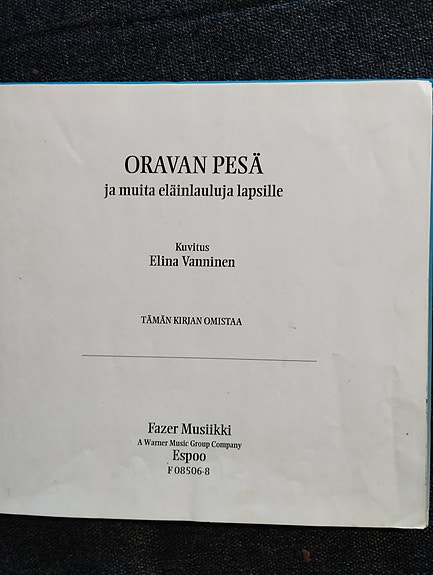 ORAVAN PESÄ
ja muita eläinlauluja lapsille
Kuvitus
Elina Vanninen
TÄMÄN KIRJAN OMISTAA
Fazer Musiikki
A Warner Music Group Company
Espoo
F 08506-8